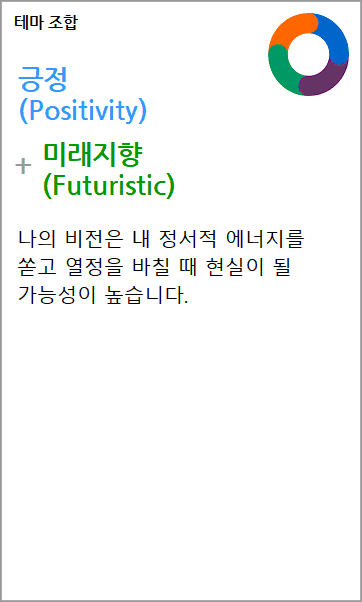 테마 조합
긍정
(Positivity)
+ 미래지향
(Futuristic)
나의 비전은 내 정서적 에너지를
쏟고 열정을 바칠 때 현실이 될
가능성이 높습니다.